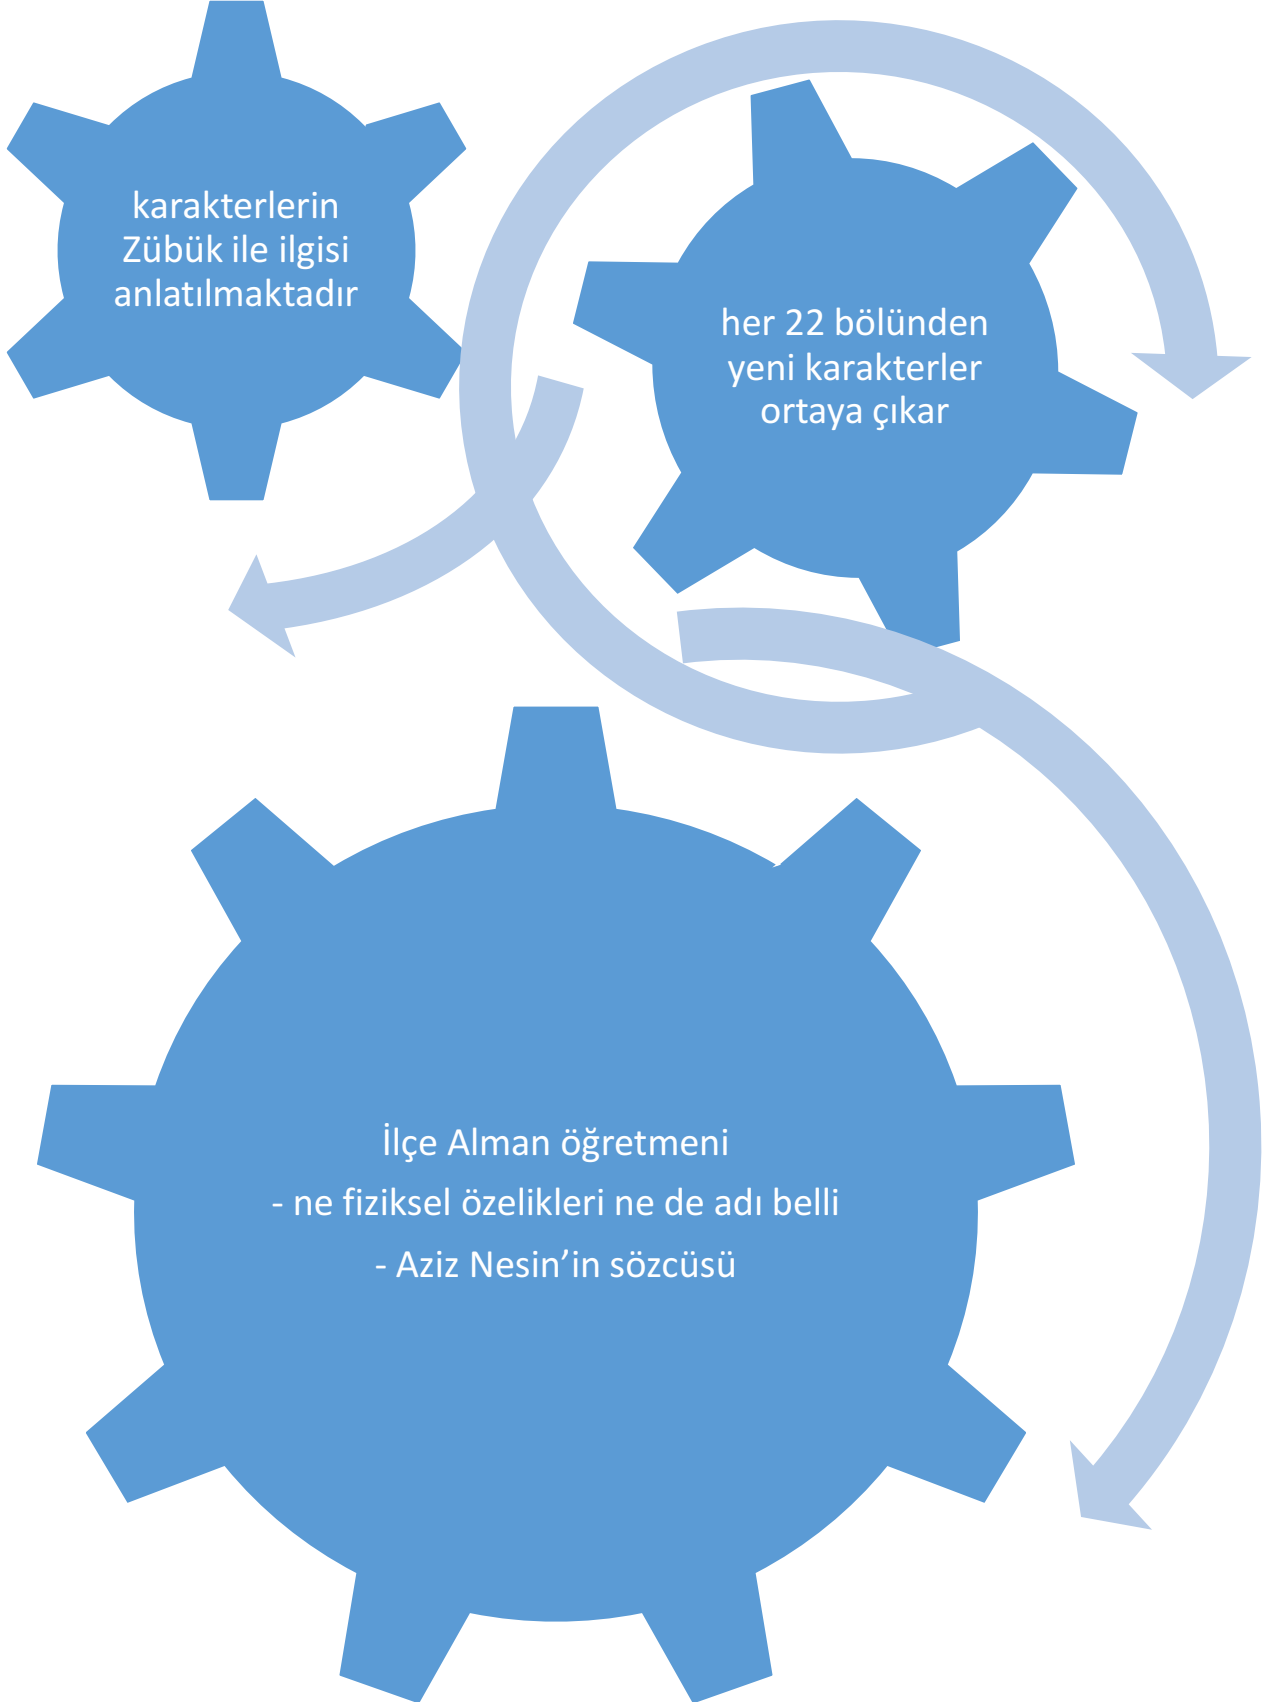 karakterlerin
Zübük ile ilgisi
anlatılmaktadır
her 22 bölünden
yeni karakterler
ortaya çıkar
İlçe Alman öğretmeni
- ne fiziksel özelikleri ne de adı belli
- Aziz Nesin’in sözcüsü